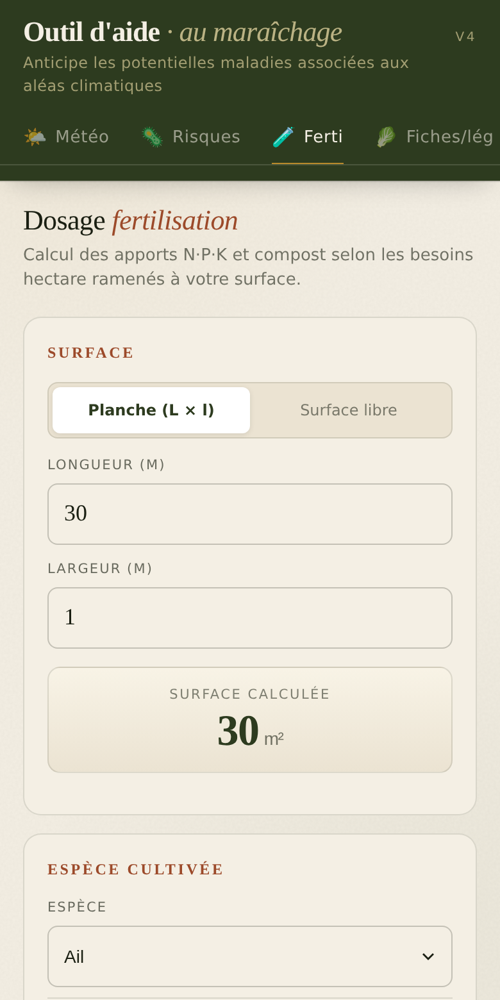 Outil d'aide · au maraîchage
V4
Anticipe les potentielles maladies associées aux
aléas climatiques
Météo
Risques
Ferti
Fiches/lég
Dosage fertilisation
Calcul des apports N·P·K et compost selon les besoins
hectare ramenés à votre surface.
SURFACE
Planche (L × l)
Surface libre
LONGUEUR (M)
30
LARGEUR (M)
1
SURFACE CALCULÉE
30 m²
ESPÈCE CULTIVÉE
ESPÈCE
Ail